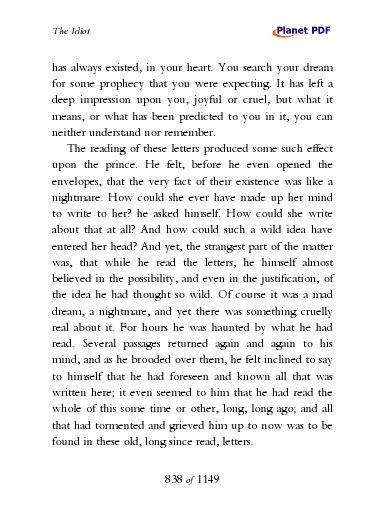 The Idiot
Planet PDF
has always existed, in your heart. You search your dream
for some prophecy that you were expecting. It has left a
deep impression upon you, joyful or cruel, but what it
means, or what has been predicted to you in it, you can
neither understand nor remember.
The reading of these letters produced some such effect
upon the prince. He felt, before he even opened the
envelopes, that the very fact of their existence was like a
nightmare. How could she ever have made up her mind
to write to her? he asked himself. How could she write
about that at all? And how could such a wild idea have
entered her head? And yet, the strangest part of the matter
was, that while he read the letters, he himself almost
believed in the possibility, and even in the justification, of
the idea he had thought so wild. Of course it was a mad
dream, a nightmare, and yet there was something cruelly
real about it. For hours he was haunted by what he had
read. Several passages returned again and again to his
mind, and as he brooded over them, he felt inclined to say
to himself that he had foreseen and known all that was
written here; it even seemed to him that he had read the
whole of this some time or other, long, long ago; and all
that had tormented and grieved him up to now was to be
found in these old, long since read, letters.
838 of 1149